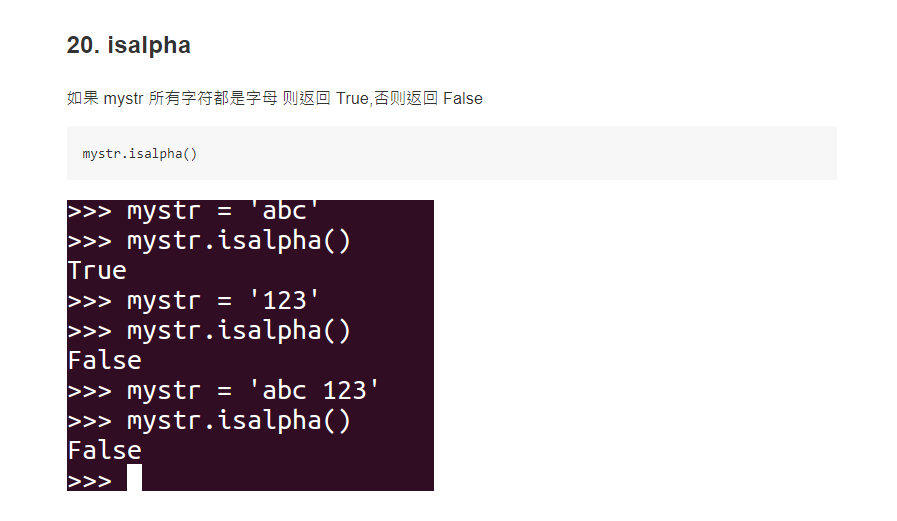 20. isalpha
如果 mystr 所有字符都是字母 则返回 True,否则返回 False
mystr.isalpha()
>>> mystr = 'abc'
>>> mystr.isalpha()
True
>>> mystr = '123'
>>> mystr.isalpha()
False
>>> mystr = 'abc 123'
>>> mystr.isalpha()
False
>>>